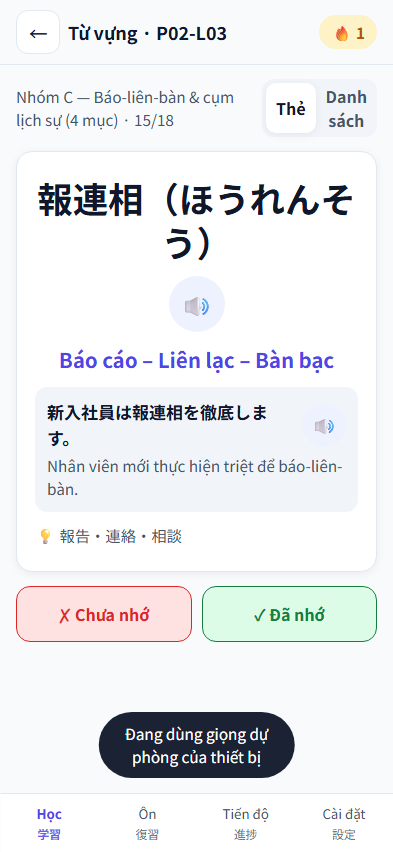 ← Từ vựng · P02-L03
🔥 1
Nhóm C — Báo-liên-bàn & cụm
lịch sự (4 mục) · 15/18
Thẻ
Danh
sách
報連相（ほうれんそ
う）
Báo cáo – Liên lạc – Bàn bạc
新入社員は報連相を徹底しま
す。
Nhân viên mới thực hiện triệt để báo-liên-
bàn.
💡 報告・連絡・相談
✗ Chưa nhớ
✓ Đã nhớ
Đang dùng giọng dự
phòng của thiết bị
Học
学習
Ôn
復習
Tiến độ
進捗
Cài đặt
設定